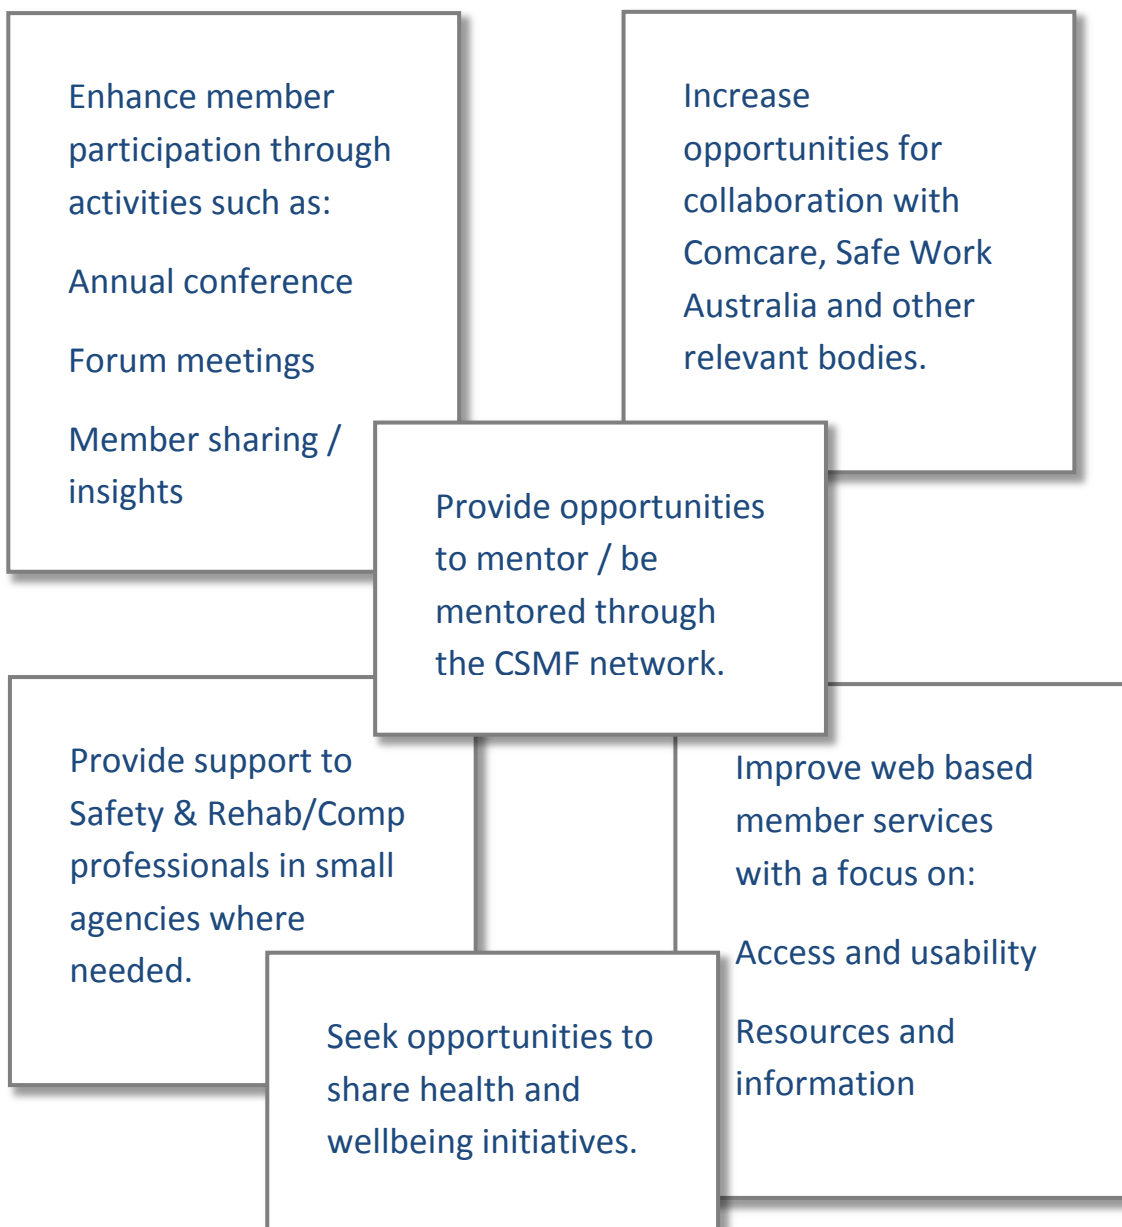 Enhance member
participation through
activities such as:
Annual conference
Forum meetings
Member sharing /
insights
Increase
opportunities for
collaboration with
Comcare, Safe Work
Australia and other
relevant bodies.
Provide opportunities
to mentor / be
mentored through
the CSMF network.
Provide support to
Safety & Rehab/Comp
professionals in small
agencies where
needed.
Improve web based
member services
with a focus on:
Access and usability
Resources and
information
Seek opportunities to
share health and
wellbeing initiatives.